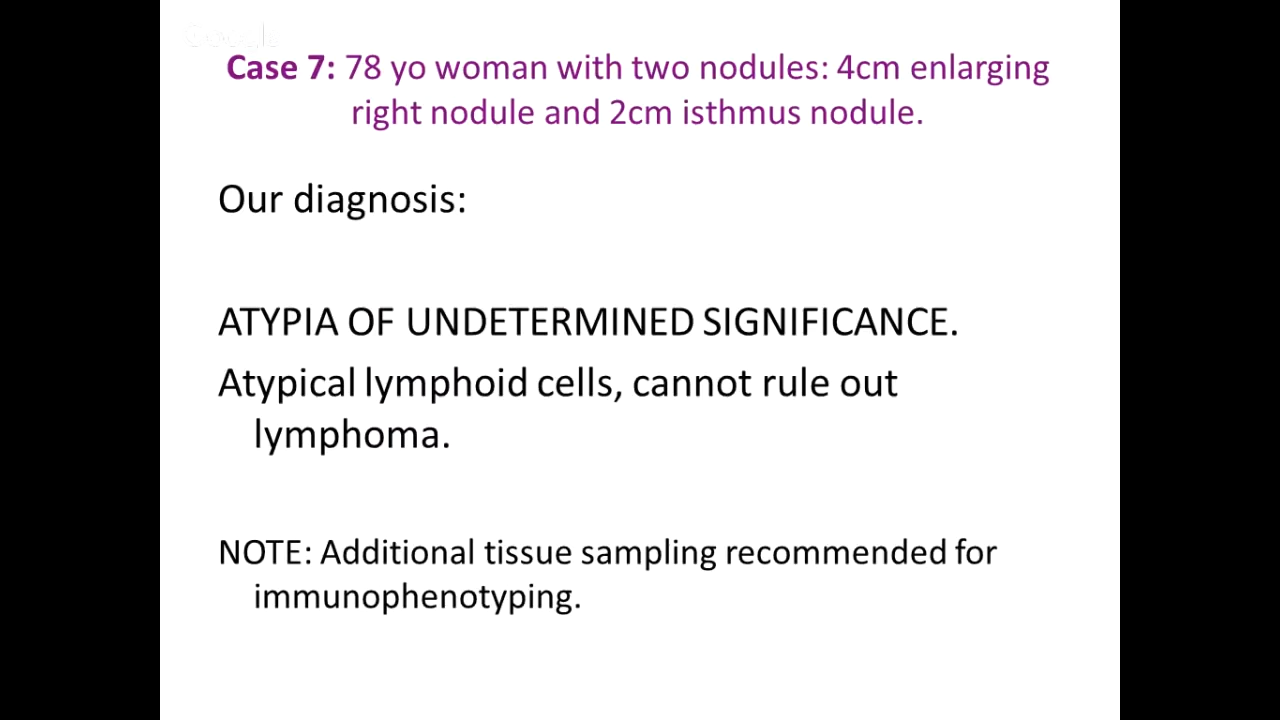 Case 7: 78 yo woman with two nodules: 4cm enlarging
right nodule and 2cm isthmus nodule.
Our diagnosis:
ATYPIA OF UNDETERMINED SIGNIFICANCE.
Atypical lymphoid cells, cannot rule out
lymphoma.
NOTE: Additional tissue sampling recommended for
immunophenotyping.